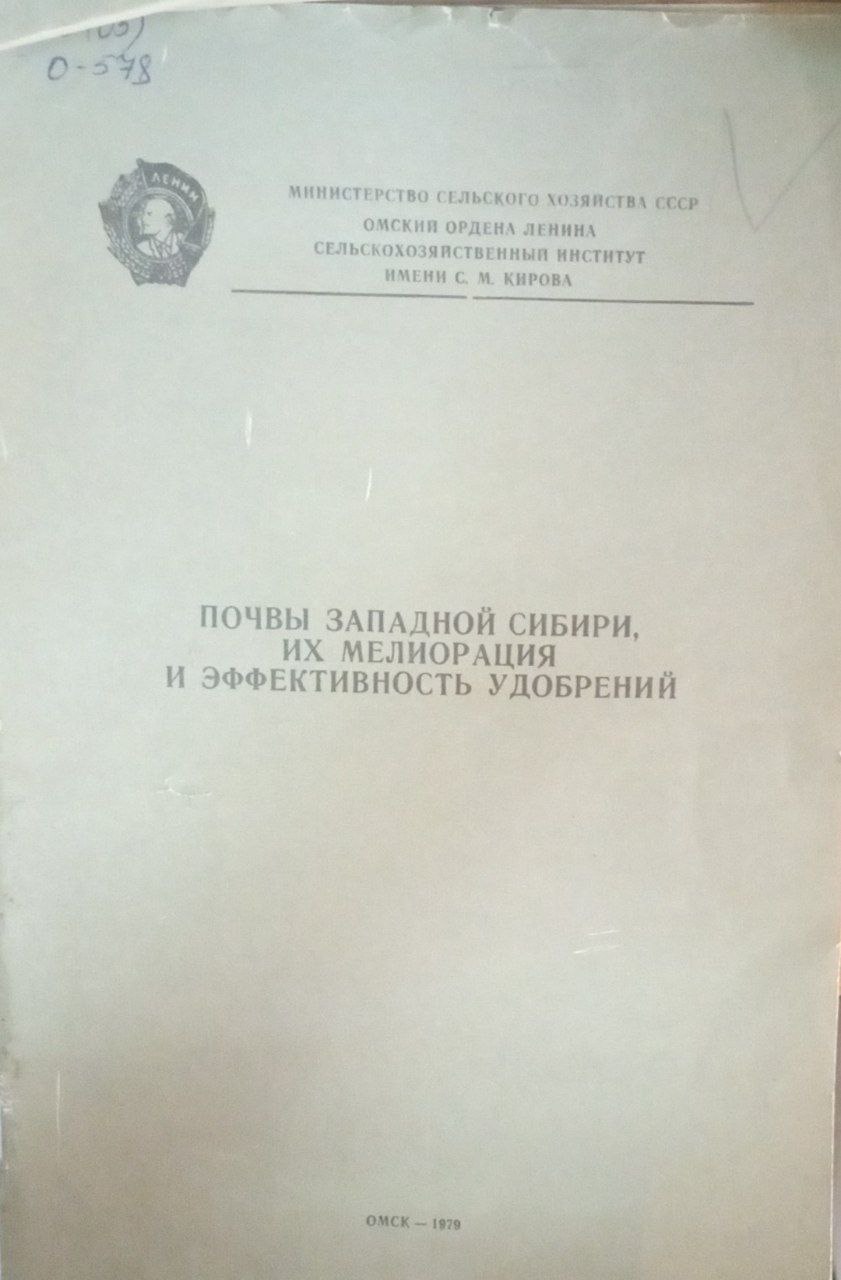 О-578
ЛЕНИН
МИНИСТЕРСТВО СЕЛЬСКОГО ХОЗЯЙСТВА СССР
ОМСКИЙ ОРДЕНА ЛЕНИНА
СЕЛЬСКОХОЗЯЙСТВЕННЫЙ ИНСТИТУТ
ИМЕНИ С. М. КИРОВА
ПОЧВЫ ЗАПАДНОЙ СИБИРИ,
ИХ МЕЛИОРАЦИЯ
И ЭФФЕКТИВНОСТЬ УДОБРЕНИЙ
ОМСК — 1979